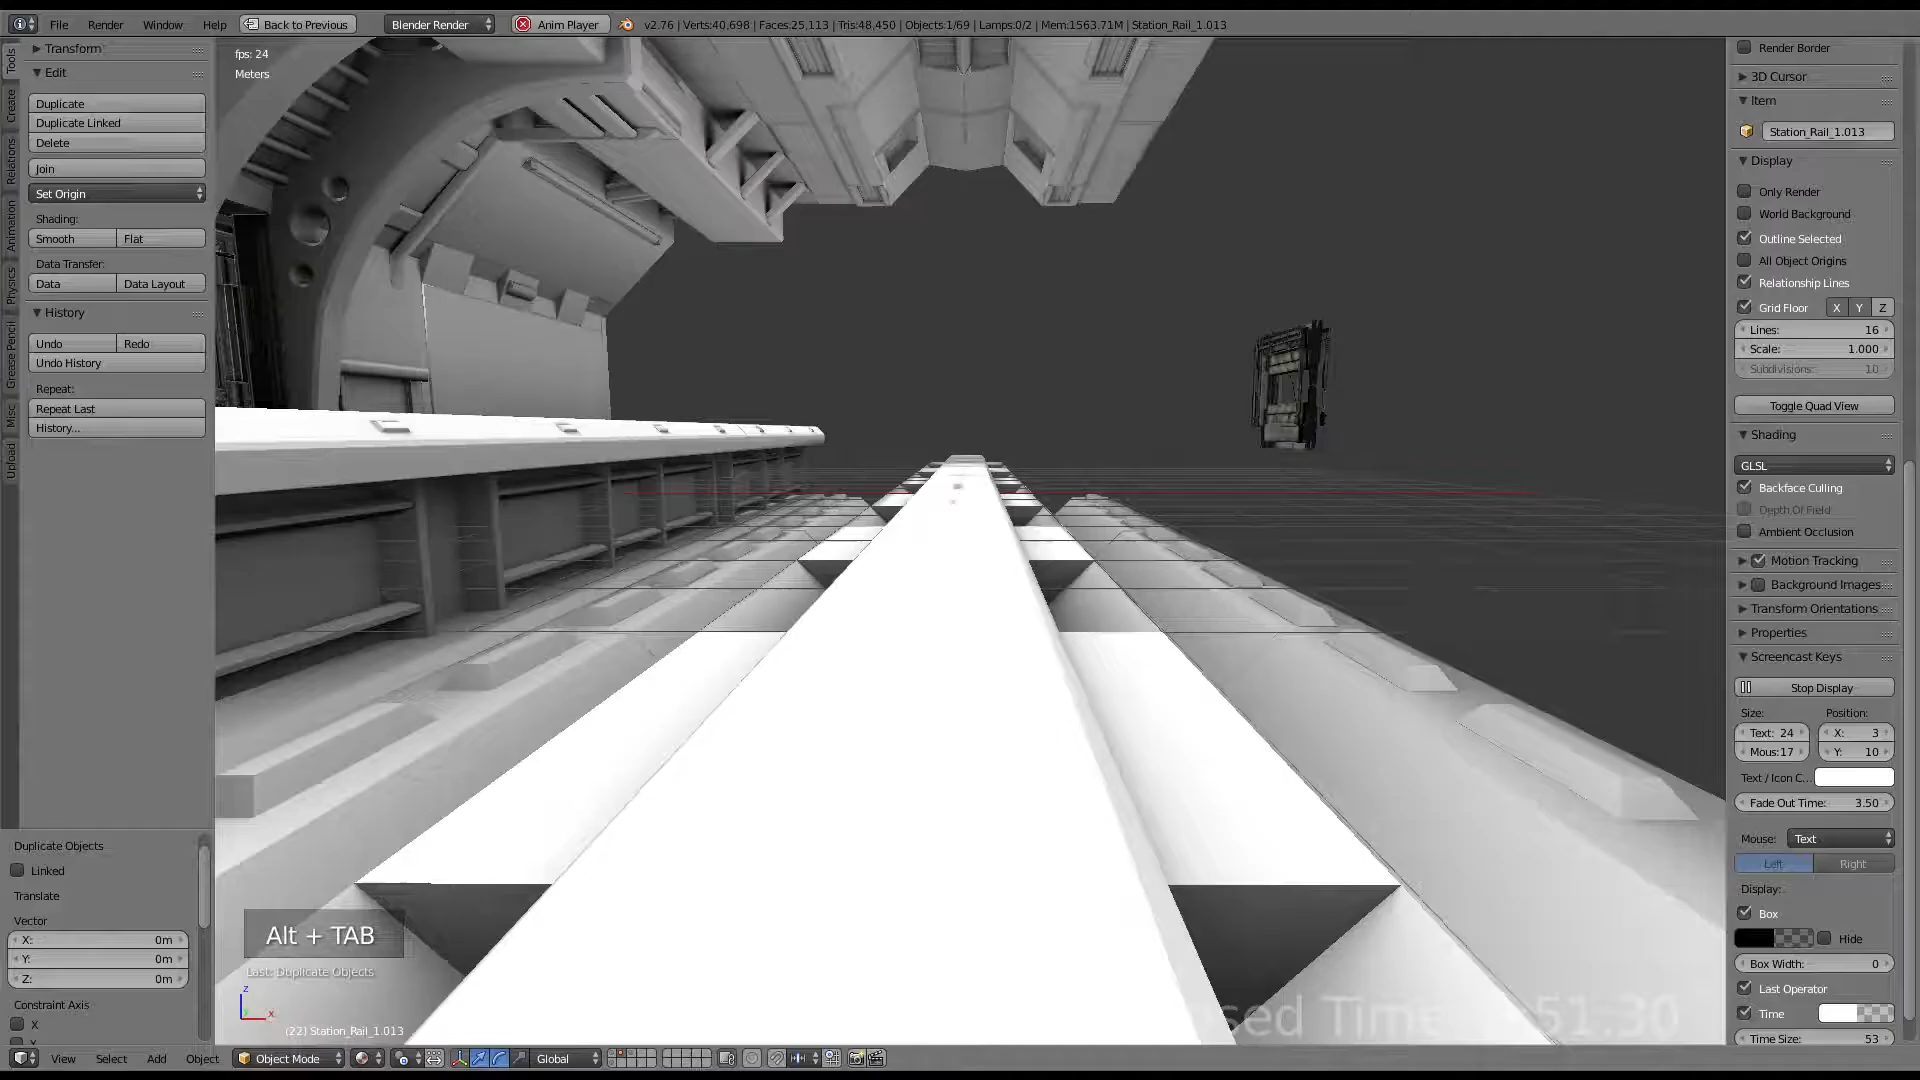 File Render Window Help Back to Previous Blender Render Anim Player v2.76 | Verts:40,698 | Faces:25,113 | Tris:48,450 | Objects:1/69 | Lamps:0/2 | Mem:1563.71M | Station_Rail_1.013
Tools
Create
Relations
Animation
Physics
Grease Pencil
Misc
Upload
Transform
Edit
Duplicate
Duplicate Linked
Delete
Join
Set Origin
Shading:
Smooth Flat
Data Transfer:
Data Data Layout
History
Undo Redo
Undo History
Repeat:
Repeat Last
History...
Duplicate Objects
Linked
Translate
Vector
X: 0m
Y: 0m
Z: 0m
Constraint Axis
X
fps: 24
Meters
Alt + TAB
Last: Duplicate Objects
z
x
(22) Station_Rail_1.013
sed Time 51:30
View Select Add Object Object Mode Global
Render Border
3D Cursor
Item
Station_Rail_1.013
Display
Only Render
World Background
Outline Selected
All Object Origins
Relationship Lines
Grid Floor X Y Z
Lines: 16
Scale: 1.000
Subdivisions: 10
Toggle Quad View
Shading
GLSL
Backface Culling
Depth Of Field
Ambient Occlusion
Motion Tracking
Background Images
Transform Orientations
Properties
Screencast Keys
Stop Display
Size: Position:
Text: 24 X: 3
Mous:17 Y: 10
Text / Icon C...
Fade Out Time: 3.50
Mouse: Text
Left Right
Display:
Box
Hide
Box Width: 0
Last Operator
Time
Time Size: 53